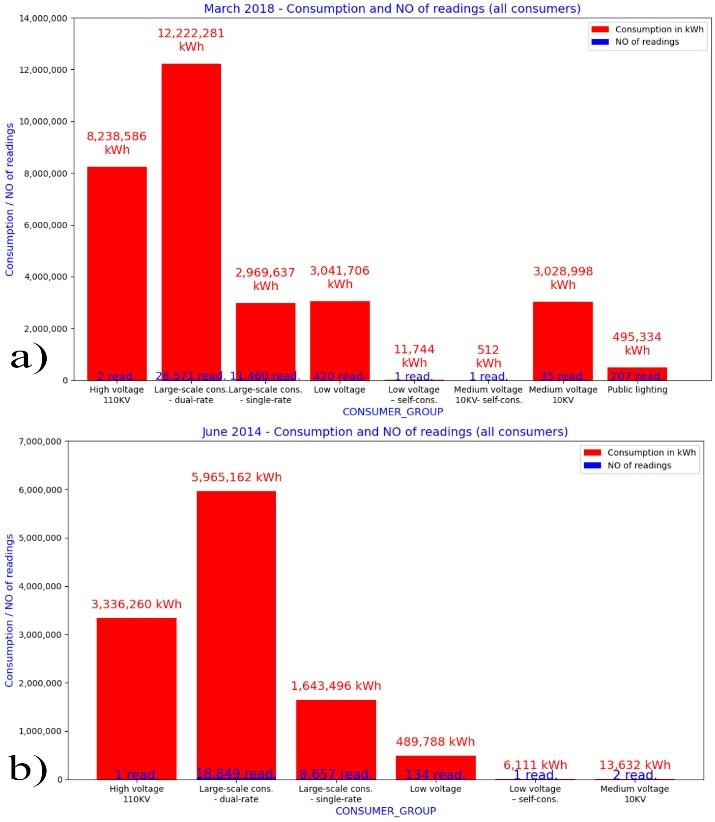 March 2018 - Consumption and NO of readings (all consumers)
14,000,000
12,000,000
10,000,000
8,000,000
6,000,000
4,000,000
2,000,000
0
Consumption / NO of readings
Consumption in kWh
NO of readings
8,238,586
kWh
12,222,281
kWh
2,969,637
kWh
3,041,706
kWh
11,744
kWh
512
kWh
3,028,998
kWh
495,334
kWh
2 read.
26,571 read.
11,460 read.
420 read.
1 read.
1 read.
35 read.
207 read.
High voltage
110KV
Large-scale cons.
- dual-rate
Large-scale cons.
- single-rate
Low voltage
Low voltage
– self-cons.
Medium voltage
10KV- self-cons.
Medium voltage
10KV
Public lighting
CONSUMER_GROUP
a)
June 2014 - Consumption and NO of readings (all consumers)
7,000,000
6,000,000
5,000,000
4,000,000
3,000,000
2,000,000
1,000,000
0
Consumption / NO of readings
Consumption in kWh
NO of readings
3,336,260 kWh
5,965,162 kWh
1,643,496 kWh
489,788 kWh
6,111 kWh
13,632 kWh
1 read.
18,849 read.
8,657 read.
134 read.
1 read.
2 read.
High voltage
110KV
Large-scale cons.
- dual-rate
Large-scale cons.
- single-rate
Low voltage
Low voltage
– self-cons.
Medium voltage
10KV
CONSUMER_GROUP
b)